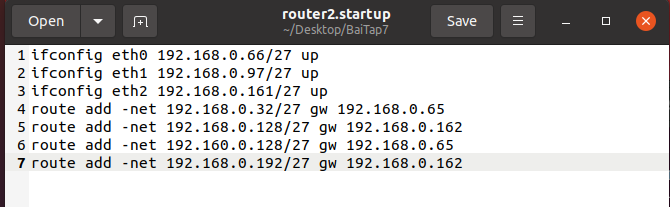 Open
router2.startup
~/Desktop/BaiTap7
Save
1 ifconfig eth0 192.168.0.66/27 up
2 ifconfig eth1 192.168.0.97/27 up
3 ifconfig eth2 192.168.0.161/27 up
4 route add -net 192.168.0.32/27 gw 192.168.0.65
5 route add -net 192.168.0.128/27 gw 192.168.0.162
6 route add -net 192.160.0.128/27 gw 192.168.0.65
7 route add -net 192.168.0.192/27 gw 192.168.0.162